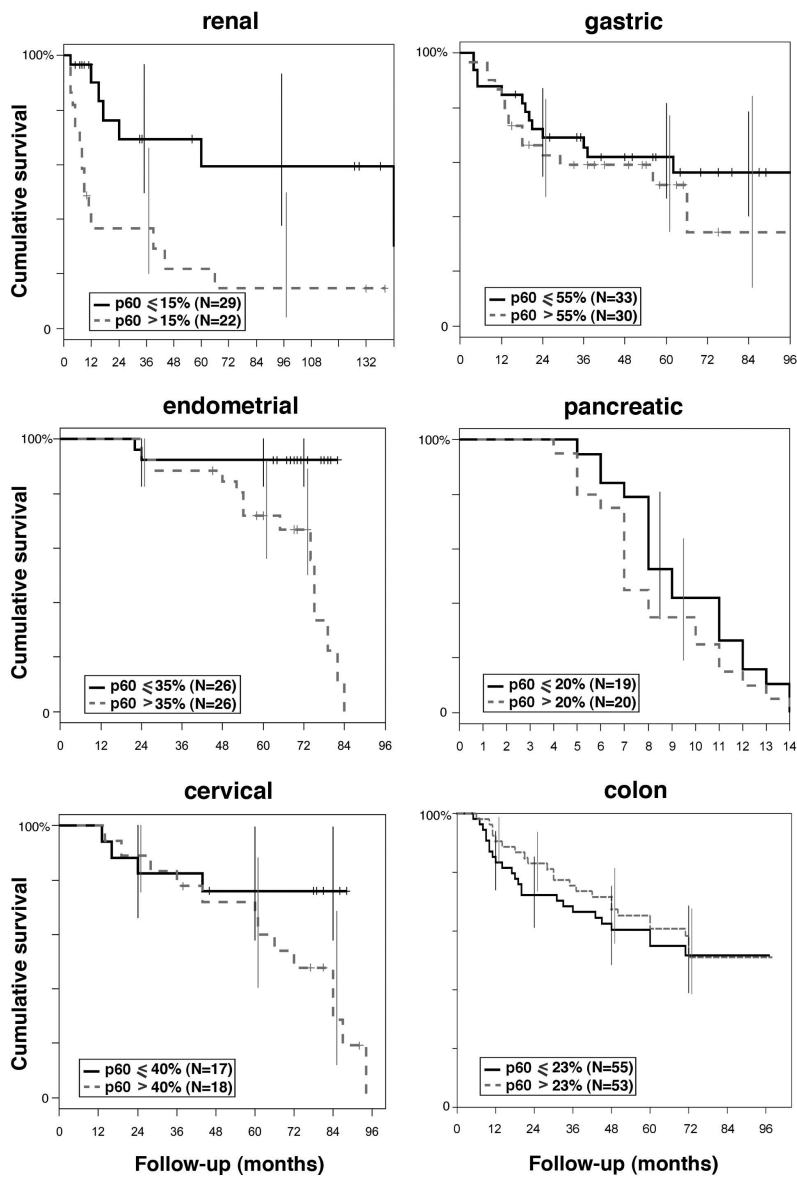 renal
100%
0
Cumulative survival
p60 ⩽ 15% (N=29)
p60 > 15% (N=22)
0 12 24 36 48 60 72 84 96 108 132
gastric
100%
0
p60 ⩽ 55% (N=33)
p60 > 55% (N=30)
0 12 24 36 48 60 72 84 96
endometrial
100%
0
Cumulative survival
p60 ⩽ 35% (N=26)
p60 > 35% (N=26)
0 24 36 48 60 72 84 96
pancreatic
100%
0
p60 ⩽ 20% (N=19)
p60 > 20% (N=20)
0 1 2 3 4 5 6 7 8 9 10 11 12 13 14
cervical
100%
0
Cumulative survival
p60 ⩽ 40% (N=17)
p60 > 40% (N=18)
0 12 24 36 48 60 72 84 96
Follow-up (months)
colon
100%
0
p60 ⩽ 23% (N=55)
p60 > 23% (N=53)
0 12 24 36 48 60 72 84 96
Follow-up (months)